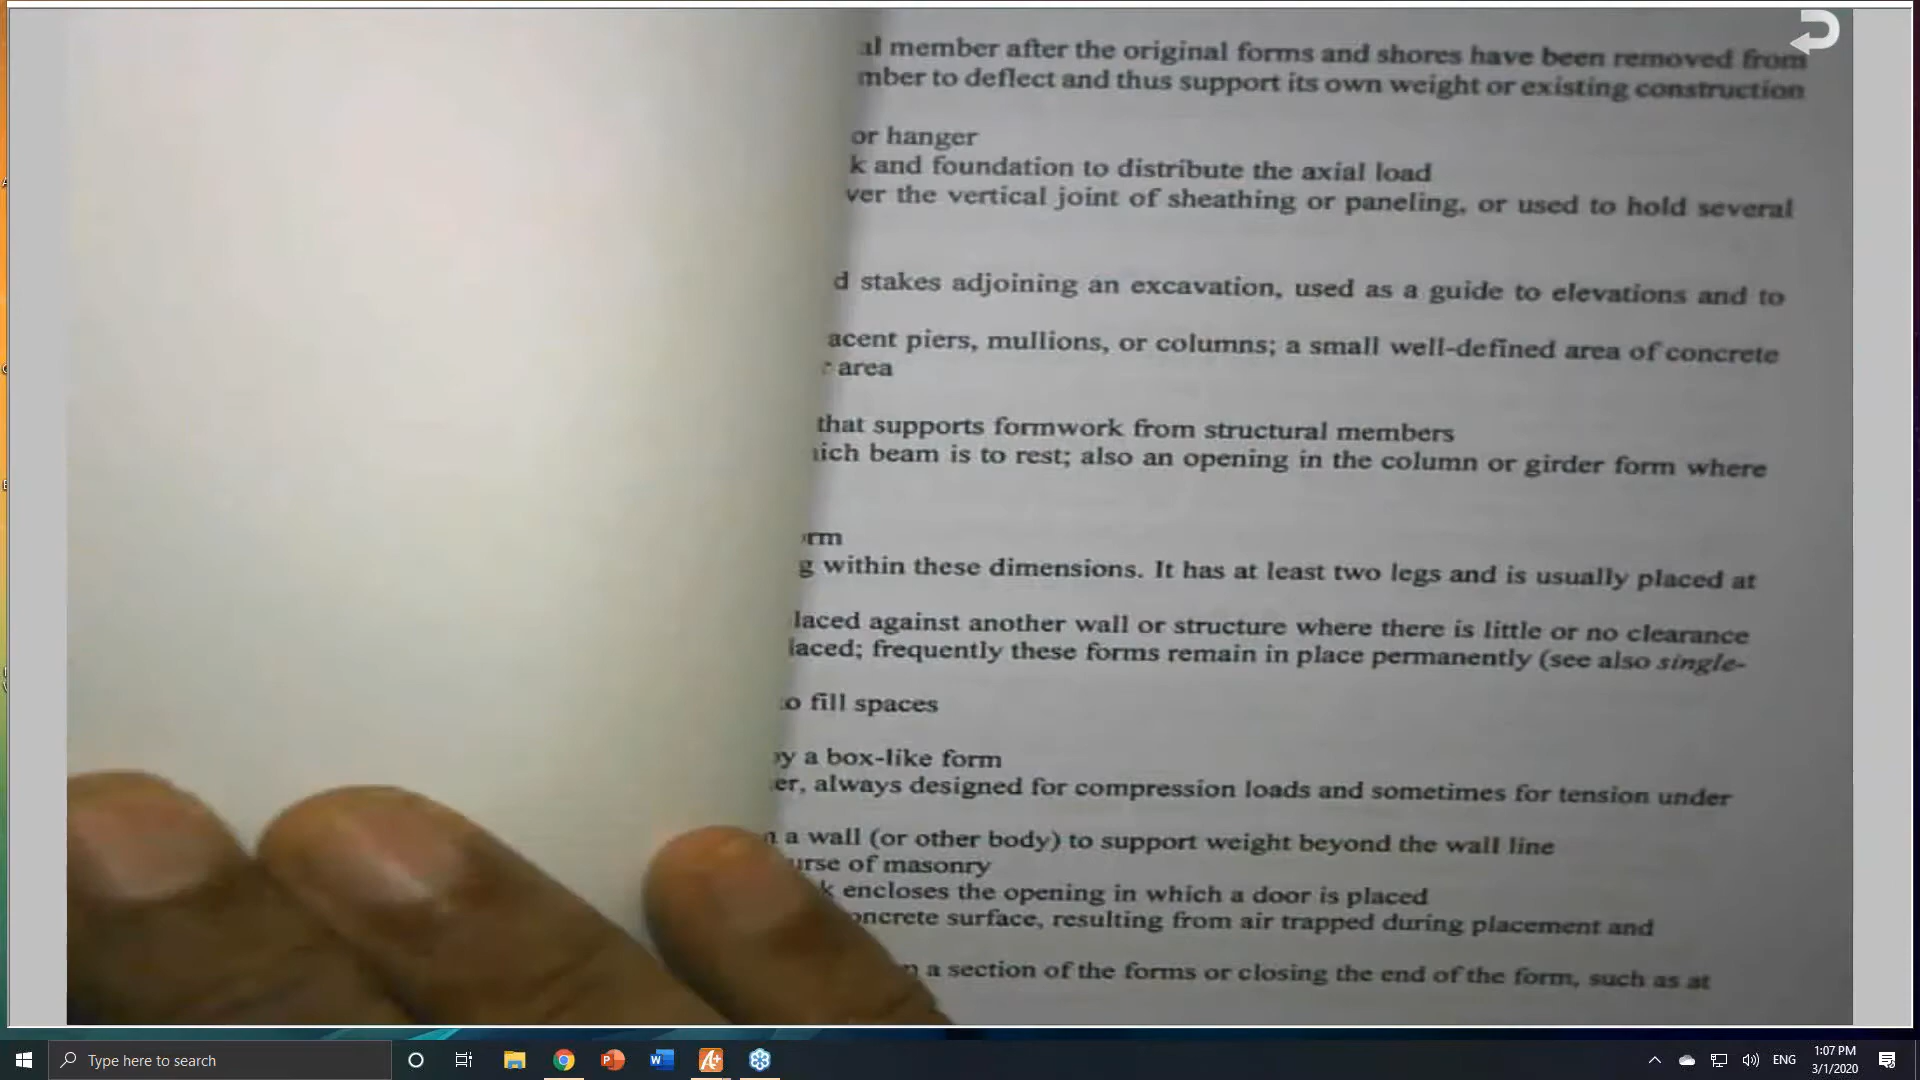 al member after the original forms and shores have been removed from
mber to deflect and thus support its own weight or existing construction
or hanger
k and foundation to distribute the axial load
ver the vertical joint of sheathing or paneling, or used to hold several
d stakes adjoining an excavation, used as a guide to elevations and to
acent piers, mullions, or columns; a small well-defined area of concrete
area
that supports formwork from structural members
ich beam is to rest; also an opening in the column or girder form where
rm
g within these dimensions. It has at least two legs and is usually placed at
laced against another wall or structure where there is little or no clearance
laced; frequently these forms remain in place permanently (see also single-
o fill spaces
y a box-like form
er, always designed for compression loads and sometimes for tension under
a wall (or other body) to support weight beyond the wall line
urse of masonry
k encloses the opening in which a door is placed
oncrete surface, resulting from air trapped during placement and
a section of the forms or closing the end of the form, such as at
Type here to search
ENG
1:07 PM
3/1/2020